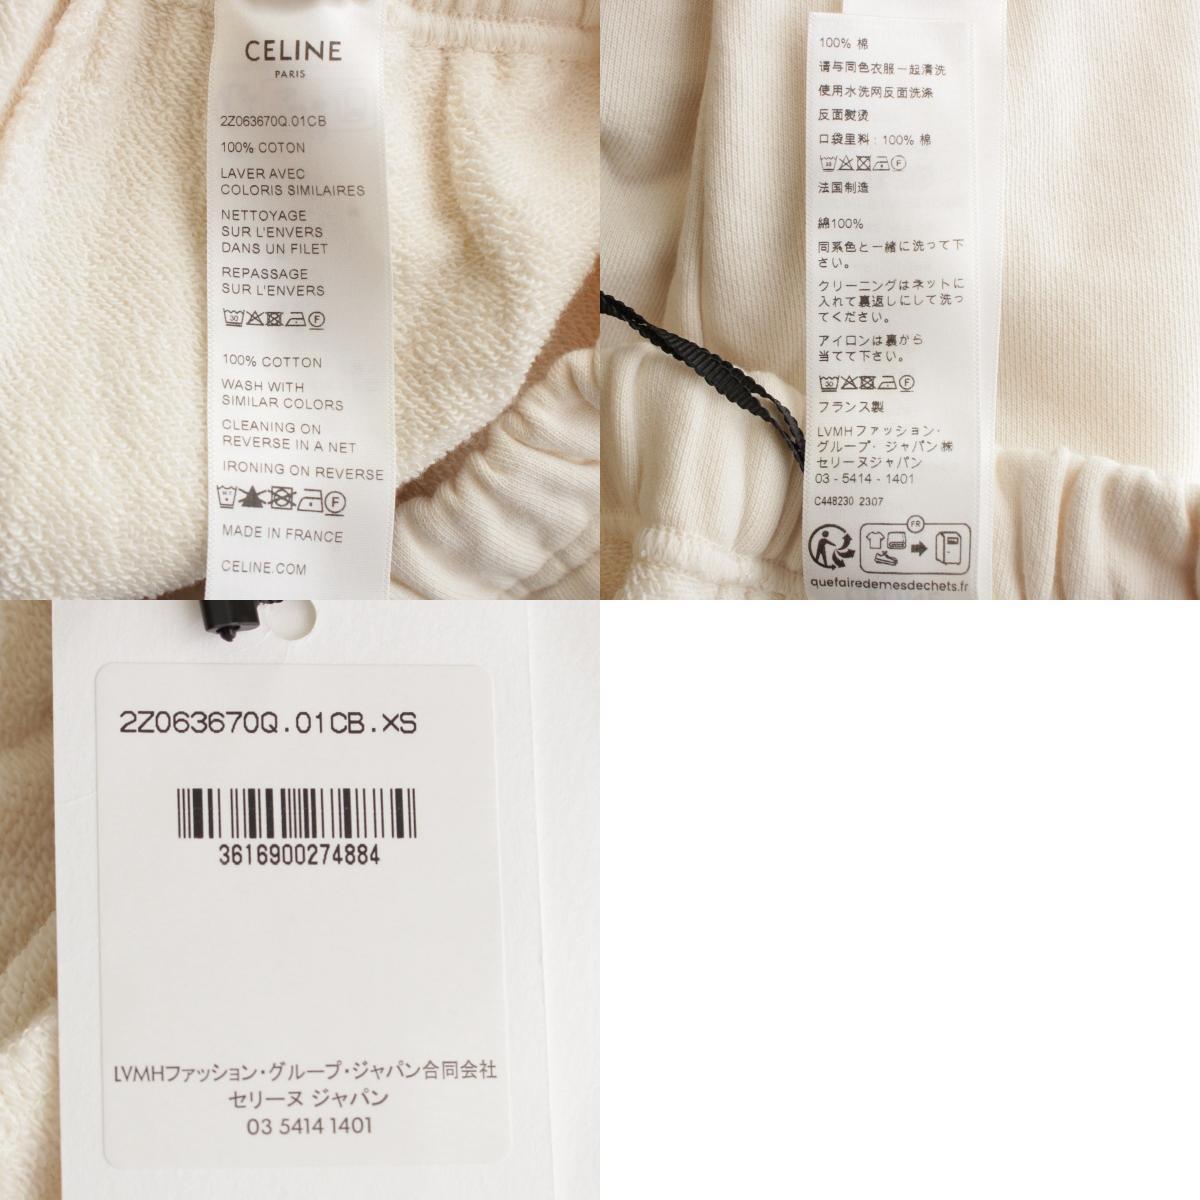 CELINE
PARIS
2Z063670Q.01CB
100% COTON
LAVER AVEC
COLORIS SIMILAIRES
NETTOYAGE
SUR L'ENVERS
DANS UN FILET
REPASSAGE
SUR L'ENVERS
100% COTTON
WASH WITH
SIMILAR COLORS
CLEANING ON
REVERSE IN A NET
IRONING ON REVERSE
MADE IN FRANCE
CELINE.COM
100% 棉
请与同色衣服一起清洗
使用水洗网反面洗涤
反面熨烫
口袋里料: 100% 棉
法国制造
綿100%
同系色と一緒に洗って下
さい。
クリーニングはネットに
入れて裏返しにして洗っ
てください。
アイロンは裏から
当てて下さい。
フランス製
LVMHファッション・
グループ・ジャパン㈱
セリーヌジャパン
03 - 5414 - 1401
C448230 2307
FR
quefairedemesdechets.fr
2Z063670Q.01CB.XS
3616900274884
LVMHファッション・グループ・ジャパン合同会社
セリーヌ ジャパン
03 5414 1401